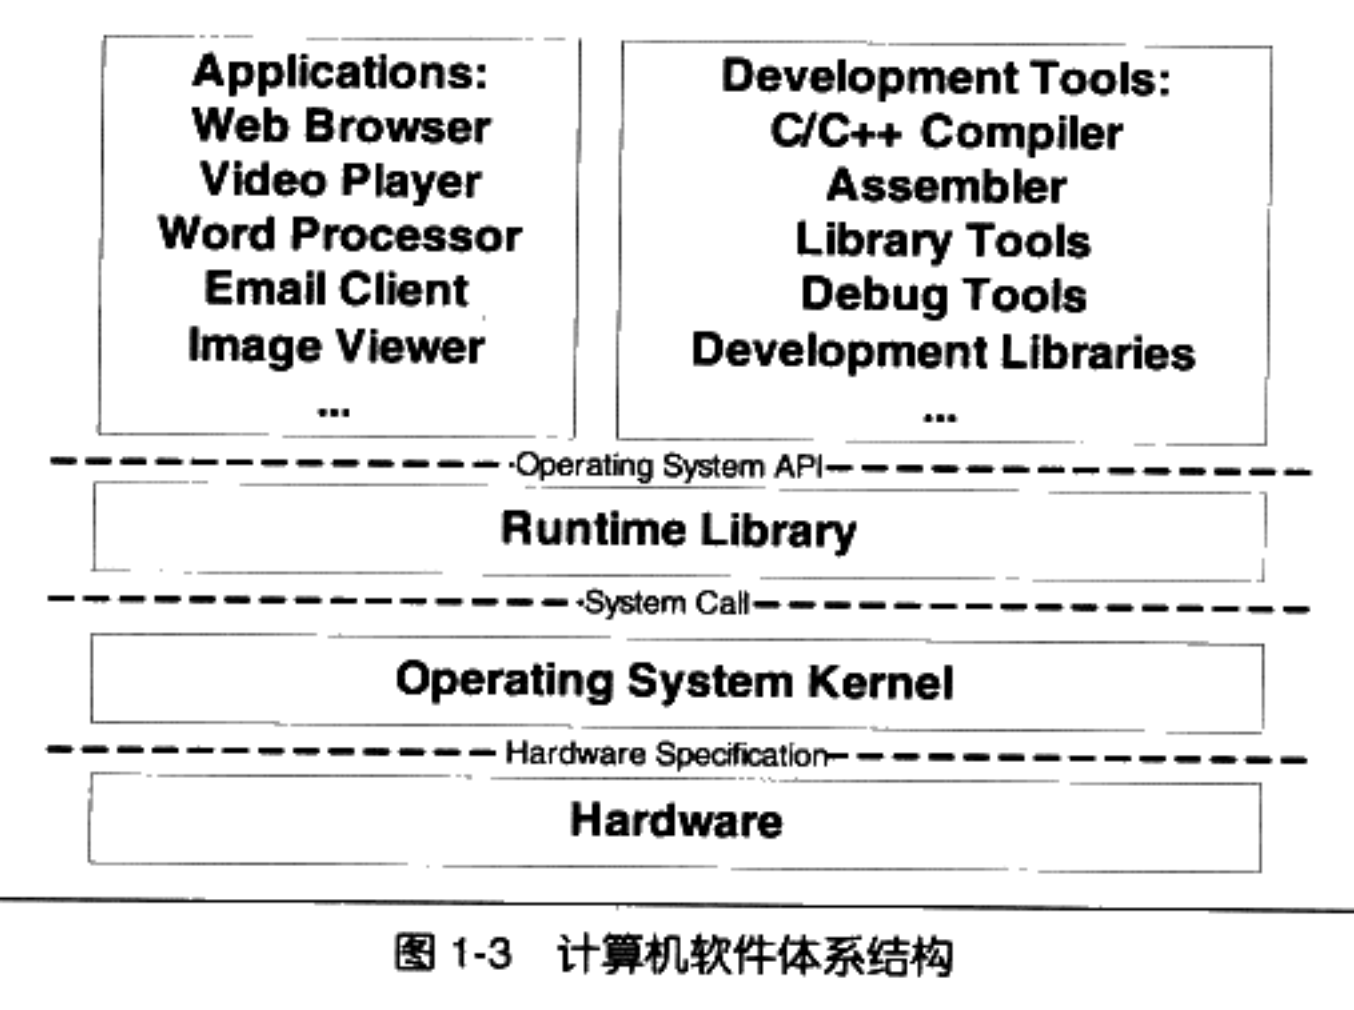 Applications:
Web Browser
Video Player
Word Processor
Email Client
Image Viewer
...
Development Tools:
C/C++ Compiler
Assembler
Library Tools
Debug Tools
Development Libraries
...
Operating System API
Runtime Library
System Call
Operating System Kernel
Hardware Specification
Hardware
图 1-3 计算机软件体系结构